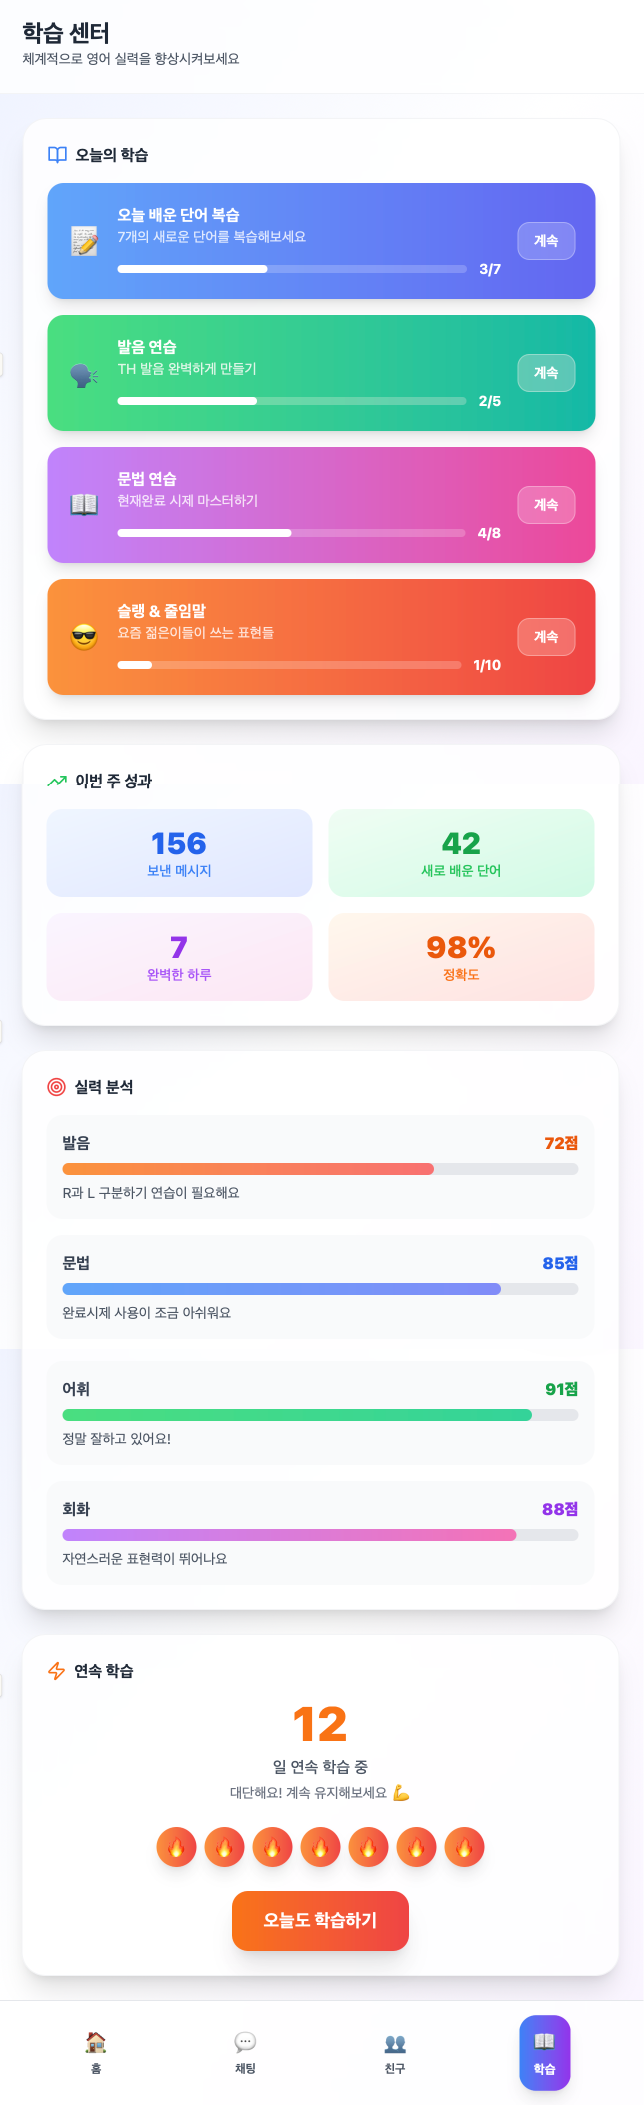 학습 센터
체계적으로 영어 실력을 향상시켜보세요
오늘의 학습
오늘 배운 단어 복습
7개의 새로운 단어를 복습해보세요
3/7
계속
발음 연습
TH 발음 완벽하게 만들기
2/5
계속
문법 연습
현재완료 시제 마스터하기
4/8
계속
슬랭 & 줄임말
요즘 젊은이들이 쓰는 표현들
1/10
계속
이번 주 성과
156
보낸 메시지
42
새로 배운 단어
7
완벽한 하루
98%
정확도
실력 분석
발음
72점
R과 L 구분하기 연습이 필요해요
문법
85점
완료시제 사용이 조금 아쉬워요
어휘
91점
정말 잘하고 있어요!
회화
88점
자연스러운 표현력이 뛰어나요
연속 학습
12
일 연속 학습 중
대단해요! 계속 유지해보세요 💪
오늘도 학습하기
홈
채팅
친구
학습